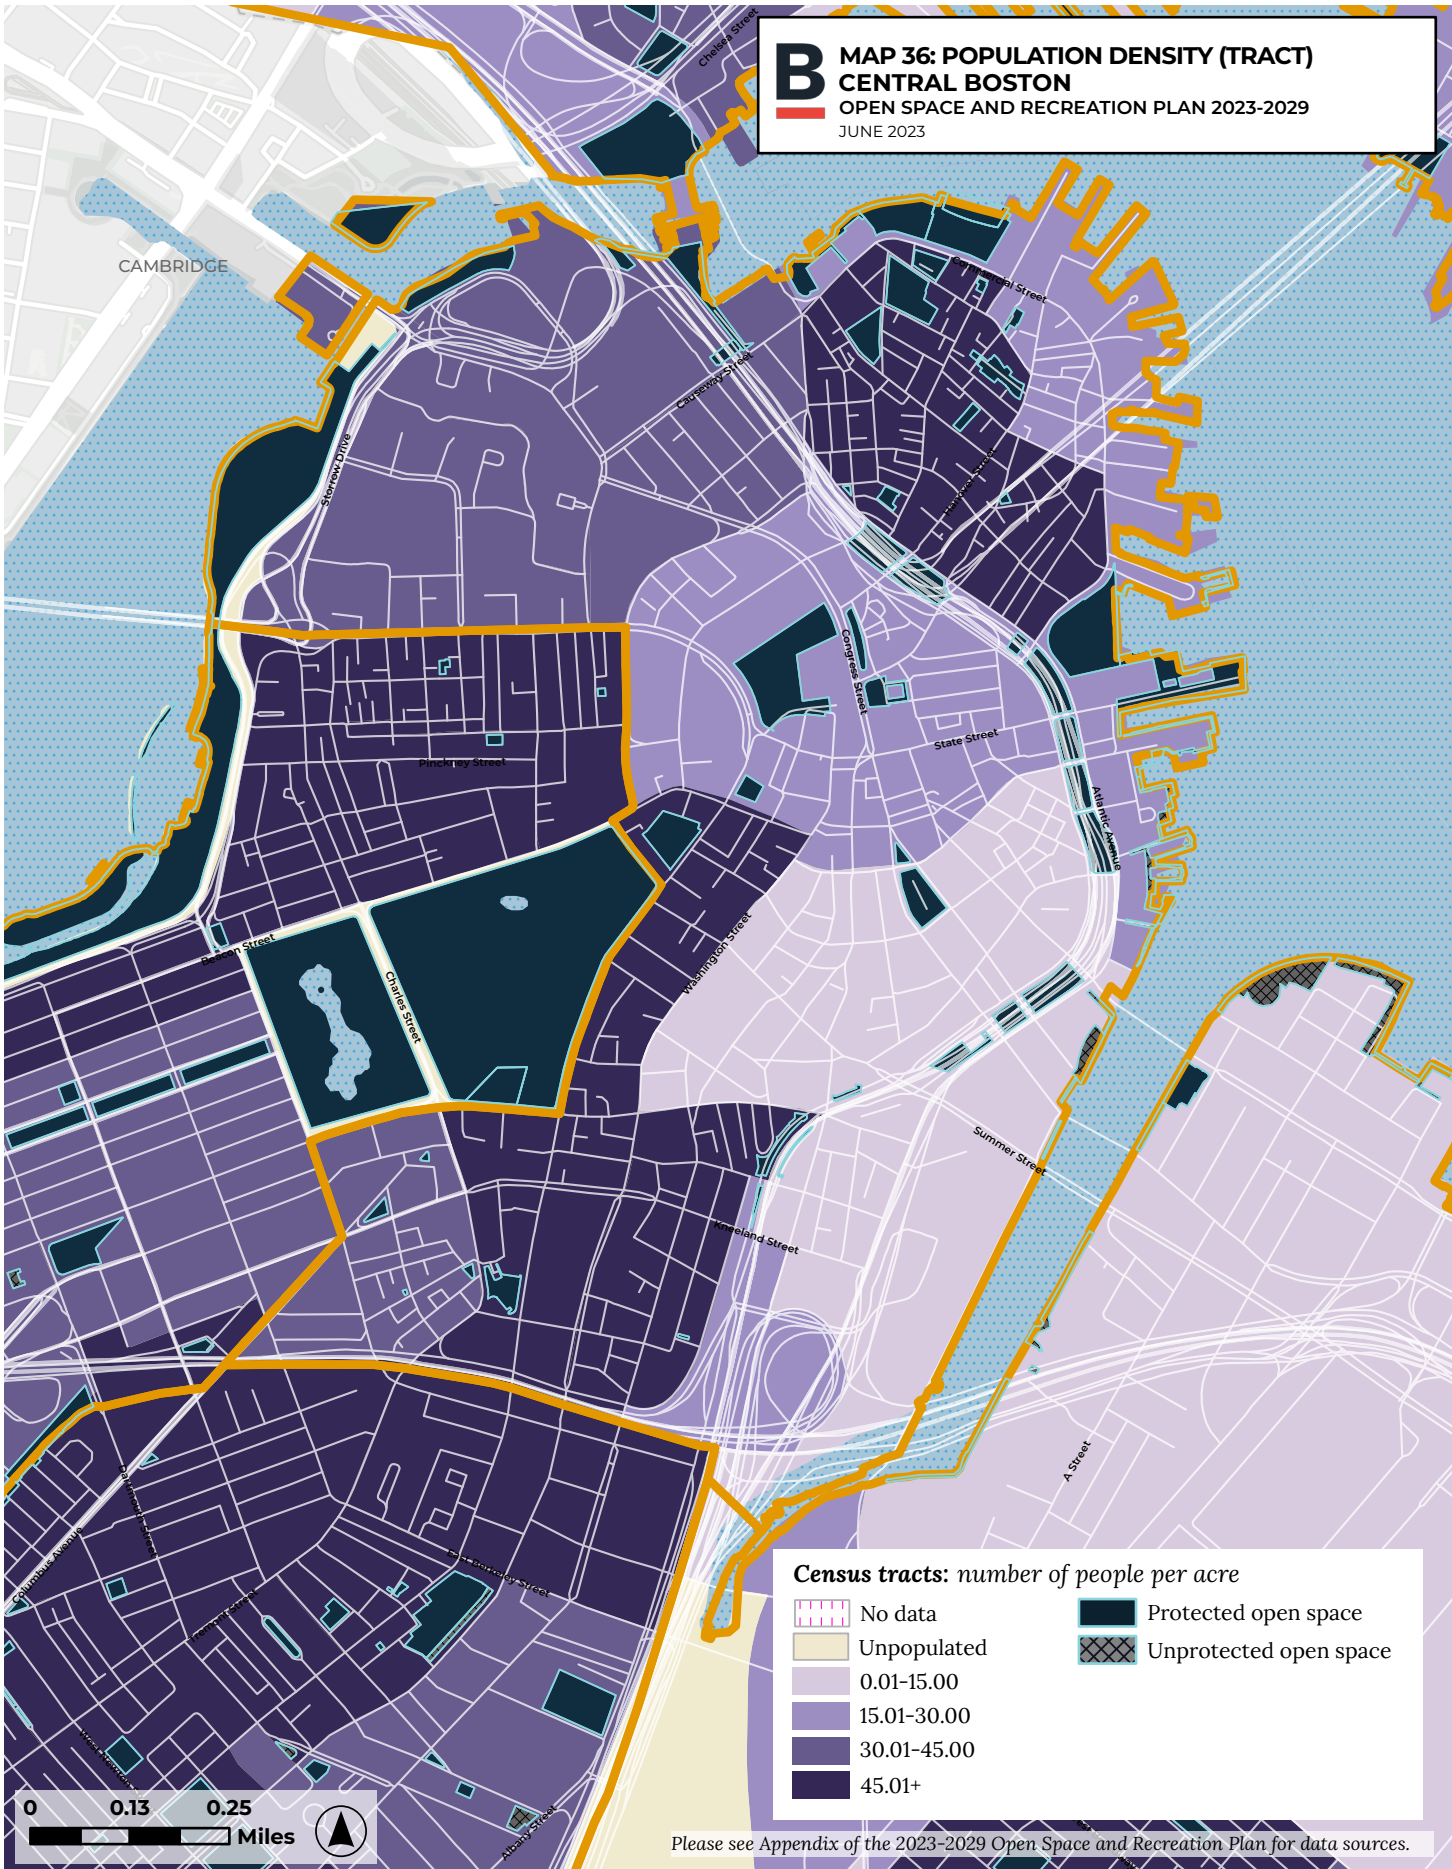 B
MAP 36: POPULATION DENSITY (TRACT)
CENTRAL BOSTON
OPEN SPACE AND RECREATION PLAN 2023-2029
JUNE 2023
Chelsea Street
CAMBRIDGE
Commercial Street
Causeway Street
Storrow Drive
Hanover Street
Congress Street
State Street
Pinckney Street
Atlantic Avenue
Beacon Street
Washington Street
Charles Street
Summer Street
Kneeland Street
A Street
Dartmouth Street
Columbus Avenue
East Berkeley Street
Tremont Street
West Newton
Albany Street
Census tracts: number of people per acre
No data
Unpopulated
0.01-15.00
15.01-30.00
30.01-45.00
45.01+
Protected open space
Unprotected open space
0 0.13 0.25
Miles
Please see Appendix of the 2023-2029 Open Space and Recreation Plan for data sources.